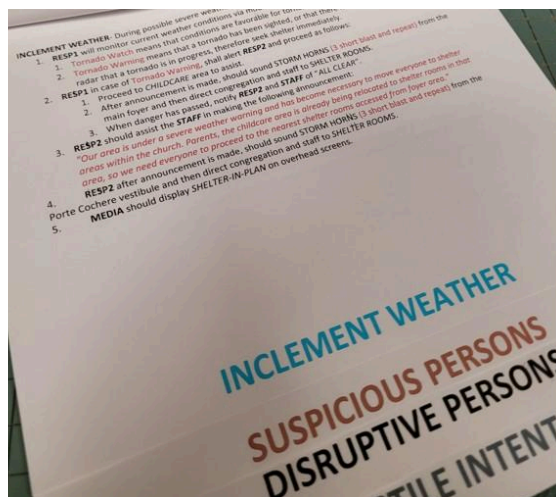 INCLEMENT WEATHER- During possible severe wea
1. RESP1 will monitor current weather conditions via
1. Tornado Watch means that conditions are favorable for
2. Tornado Warning means that a tornado has been sighted, or that
radar that a tornado is in progress, therefore seek shelter immediately.
2. RESP1 in case of Tornado Warning, shall alert RESP2 and proceed as follows:
1. Proceed to CHILDCARE area to assist.
2. After announcement is made, should sound STORM HORNS (3 short blast and repeat) from the
main foyer and then direct congregation and staff to SHELTER ROOMS.
3. When danger has passed, notify RESP2 and STAFF of "ALL CLEAR".
3. RESP2 should assist the STAFF in making the following announcement:
"Our area is under a severe weather warning and has become necessary to move everyone to shelter
areas within the church. Parents, the childcare area is already being relocated to shelter rooms in that
area, so we need everyone to proceed to the nearest shelter rooms accessed from foyer area."
4. RESP2 after announcement is made, should sound STORM HORNS (3 short blast and repeat) from the
Porte Cochere vestibule and then direct congregation and staff to SHELTER ROOMS.
5. MEDIA should display SHELTER-IN-PLAN on overhead screens.
INCLEMENT WEATHER
SUSPICIOUS PERSONS
DISRUPTIVE PERSONS
TILE INTENT